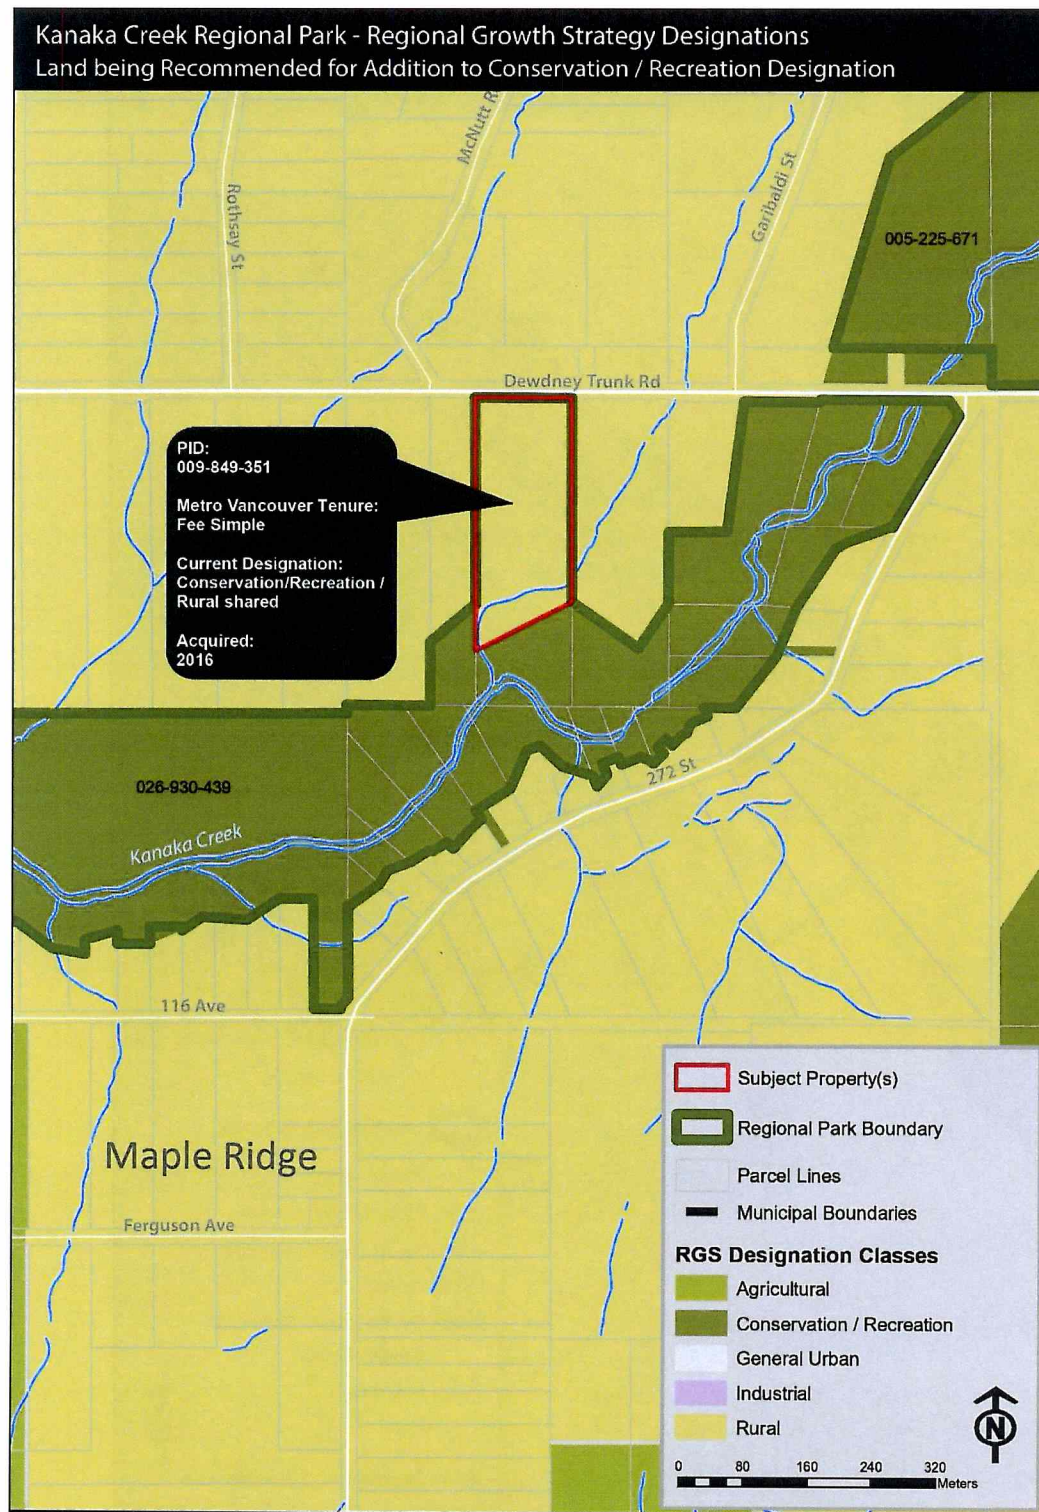 Kanaka Creek Regional Park - Regional Growth Strategy Designations
Land being Recommended for Addition to Conservation / Recreation Designation
Rothsay St
McNutt R
Garibaldi St
005-225-671
Dewdney Trunk Rd
PID:
009-849-351
Metro Vancouver Tenure:
Fee Simple
Current Designation:
Conservation/Recreation /
Rural shared
Acquired:
2016
272 St
026-930-439
Kanaka Creek
116 Ave
Maple Ridge
Ferguson Ave
Subject Property(s)
Regional Park Boundary
Parcel Lines
Municipal Boundaries
RGS Designation Classes
Agricultural
Conservation / Recreation
General Urban
Industrial
Rural
N
0 80 160 240 320
Meters